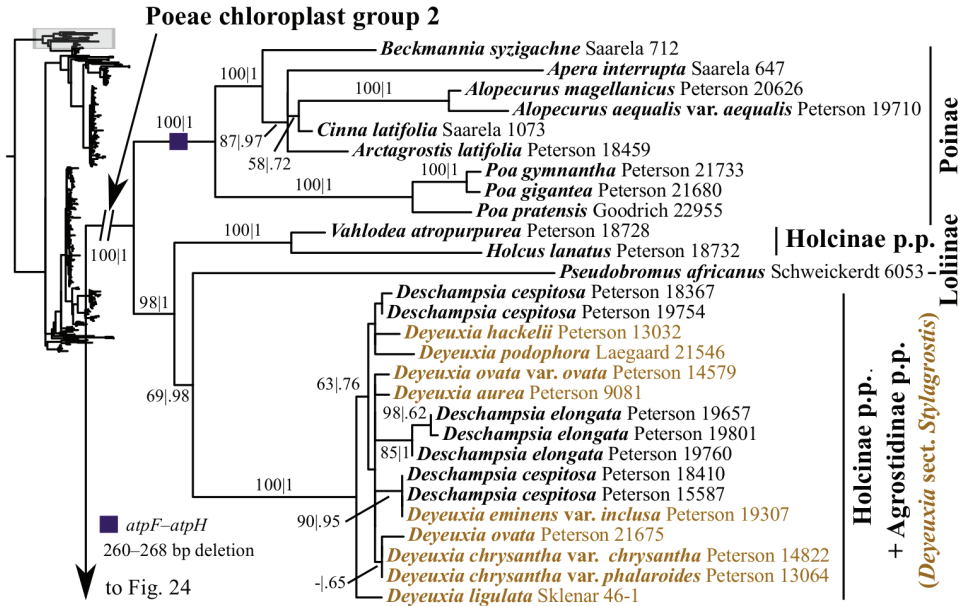 Poeae chloroplast group 2
Beckmannia syzigachne Saarela 712
Apera interrupta Saarela 647
100|1
100|1
Alopecurus magellanicus Peterson 20626
Alopecurus aequalis var. aequalis Peterson 19710
100|1
Cinna latifolia Saarela 1073
87|.97
58|.72
Arctagrostis latifolia Peterson 18459
100|1
Poa gymnantha Peterson 21733
100|1
Poa gigantea Peterson 21680
Poa pratensis Goodrich 22955
Poinae
100|1
Vahlodea atropurpurea Peterson 18728
100|1
Holcus lanatus Peterson 18732
Holcinae p.p.
Pseudobromus africanus Schweickerdt 6053
Loliinae
98|1
Deschampsia cespitosa Peterson 18367
Deschampsia cespitosa Peterson 19754
Deyeuxia hackelii Peterson 13032
Deyeuxia podophora Laegaard 21546
63|.76
Deyeuxia ovata var. ovata Peterson 14579
69|.98
Deyeuxia aurea Peterson 9081
98|.62
Deschampsia elongata Peterson 19657
Deschampsia elongata Peterson 19801
85|1
Deschampsia elongata Peterson 19760
Deschampsia cespitosa Peterson 18410
100|1
Deschampsia cespitosa Peterson 15587
90|.95
Deyeuxia eminens var. inclusa Peterson 19307
Deyeuxia ovata Peterson 21675
Deyeuxia chrysantha var. chrysantha Peterson 14822
-|.65
Deyeuxia chrysantha var. phalaroides Peterson 13064
Deyeuxia ligulata Sklenar 46-1
Holcinae p.p.
+ Agrostidinae p.p.
(Deyeuxia sect. Stylagrostis)
atpF–atpH
260–268 bp deletion
to Fig. 24